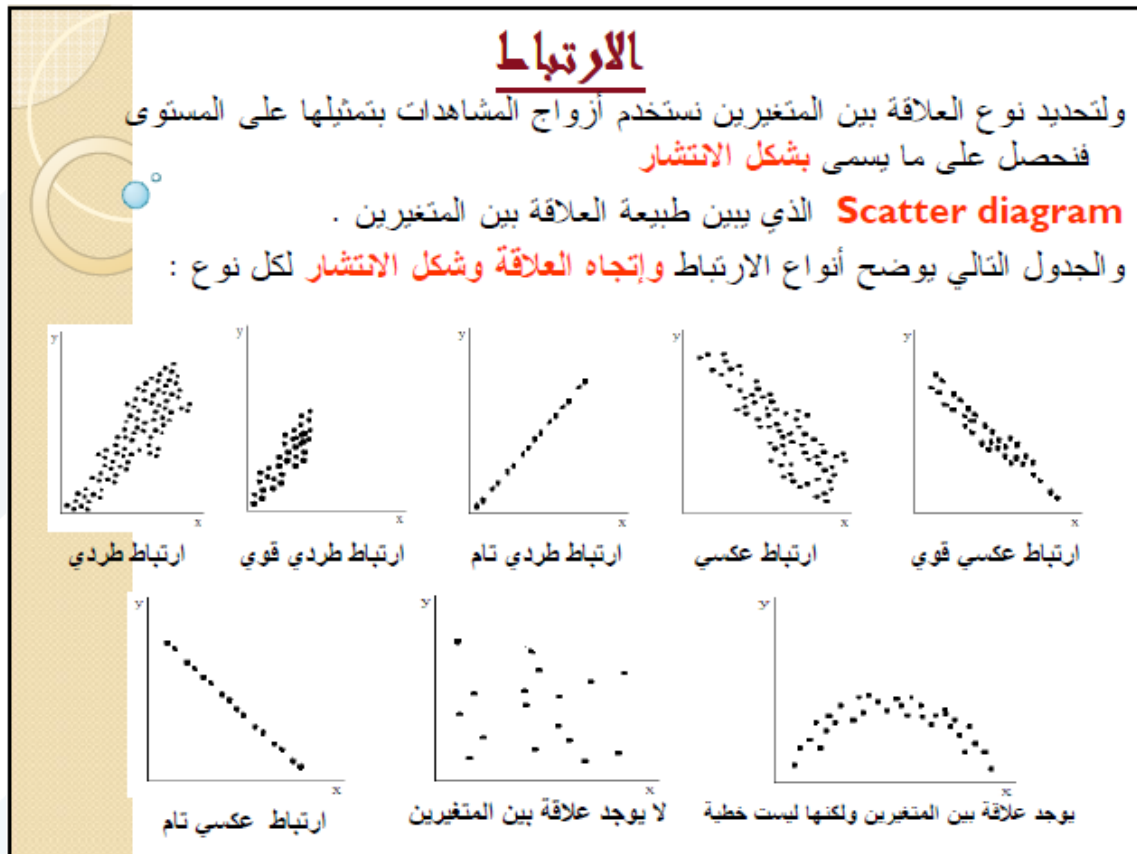 الارتباط
ولتحديد نوع العلاقة بين المتغيرين نستخدم أزواج المشاهدات بتمثيلها على المستوى
فنحصل على ما يسمى بشكل الانتشار
Scatter diagram الذي يبين طبيعة العلاقة بين المتغيرين .
والجدول التالي يوضح أنواع الارتباط وإتجاه العلاقة وشكل الانتشار لكل نوع :
y
x
ارتباط عكسي قوي
y
x
ارتباط عكسي
y
x
ارتباط طردي تام
y
x
ارتباط طردي قوي
y
x
ارتباط طردي
y
x
يوجد علاقة بين المتغيرين ولكنها ليست خطية
y
x
لا يوجد علاقة بين المتغيرين
y
x
ارتباط عكسي تام